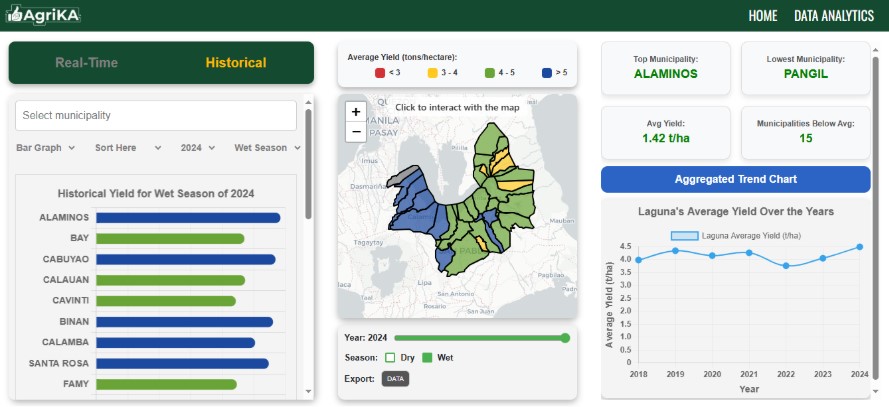 AgriKA
HOME
DATA ANALYTICS
Real-Time
Historical
Select municipality
Bar Graph
Sort Here
2024
Wet Season
Historical Yield for Wet Season of 2024
ALAMINOS
BAY
CABUYAO
CALAUAN
CAVINTI
BINAN
CALAMBA
SANTA ROSA
FAMY
Average Yield (tons/hectare):
< 3
3 - 4
4 - 5
> 5
+
−
Click to interact with the map
MANILA
PASAY
Imus
Dasmariñas
Tagaytay
Lipa
San Antonio
Rosario
San Juan
Taal
Mauban
Pagbilao
Year: 2024
Season:
Dry
Wet
Export:
DATA
Top Municipality:
ALAMINOS
Lowest Municipality:
PANGIL
Avg Yield:
1.42 t/ha
Municipalities Below Avg:
15
Aggregated Trend Chart
Laguna's Average Yield Over the Years
Laguna Average Yield (t/ha)
Average Yield (t/ha)
4.5
4.0
3.5
3.0
2.5
2.0
1.5
1.0
0.5
0
2018
2019
2020
2021
2022
2023
2024
Year